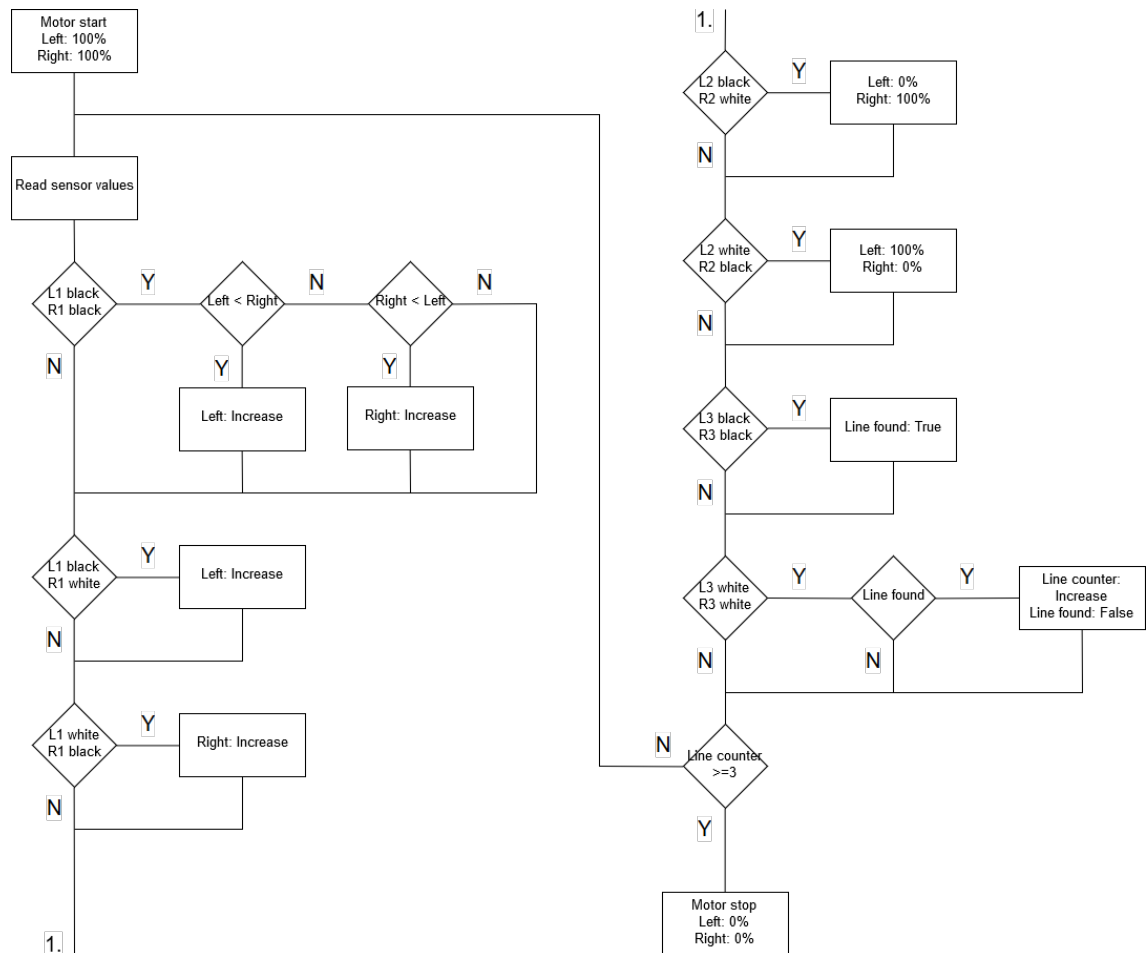 Motor start
Left: 100%
Right: 100%
Read sensor values
L1 black
R1 black
Y
Left < Right
N
Right < Left
N
N
Y
Left: Increase
Y
Right: Increase
L1 black
R1 white
Y
Left: Increase
N
L1 white
R1 black
Y
Right: Increase
N
1.
1.
L2 black
R2 white
Y
Left: 0%
Right: 100%
N
L2 white
R2 black
Y
Left: 100%
Right: 0%
N
L3 black
R3 black
Y
Line found: True
N
L3 white
R3 white
Y
Line found
Y
Line counter:
Increase
Line found: False
N
N
Line counter
>=3
N
Y
Motor stop
Left: 0%
Right: 0%